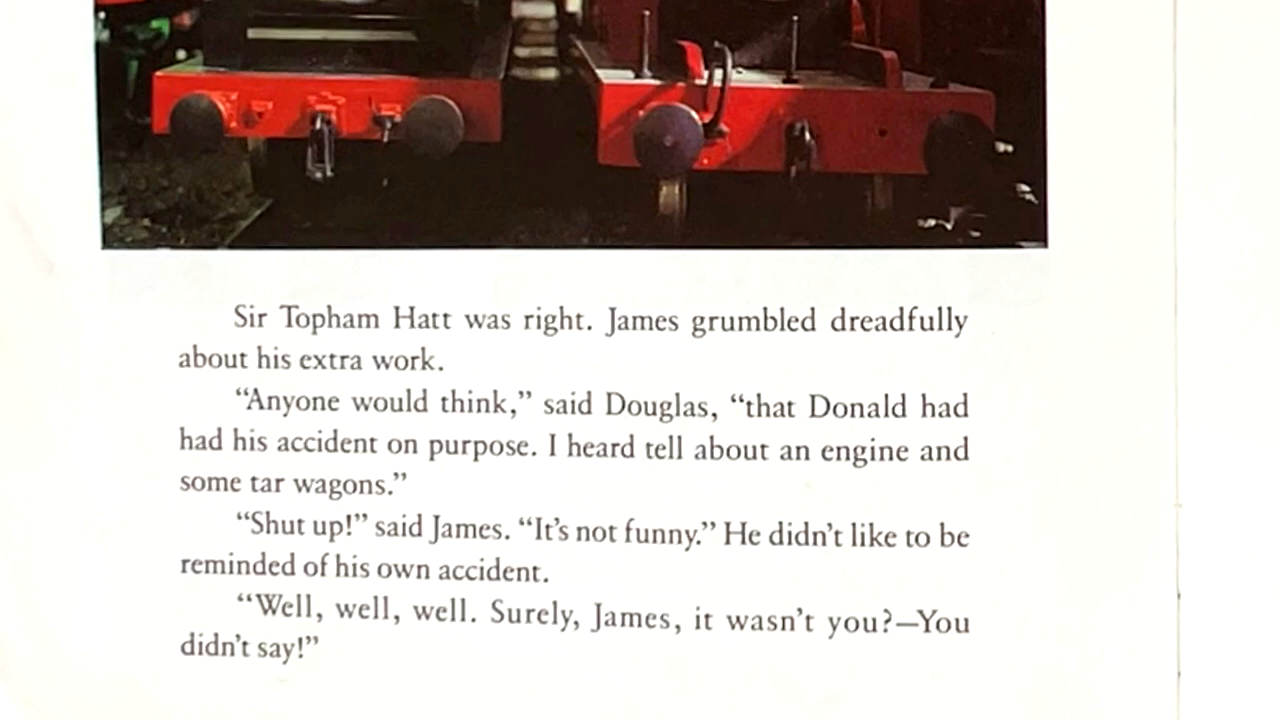 Sir Topham Hatt was right. James grumbled dreadfully
about his extra work.
“Anyone would think,” said Douglas, “that Donald had
had his accident on purpose. I heard tell about an engine and
some tar wagons.”
“Shut up!” said James. “It’s not funny.” He didn’t like to be
reminded of his own accident.
“Well, well, well. Surely, James, it wasn’t you?—You
didn’t say!”